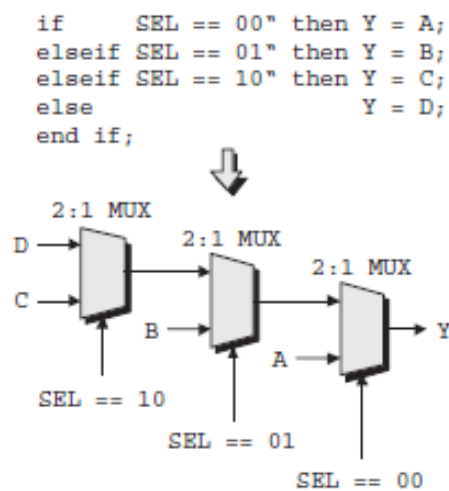 if     SEL == 00" then Y = A;
elseif SEL == 01" then Y = B;
elseif SEL == 10" then Y = C;
else                   Y = D;
end if;
2:1 MUX
D
2:1 MUX
C
2:1 MUX
B
Y
A
SEL == 10
SEL == 01
SEL == 00